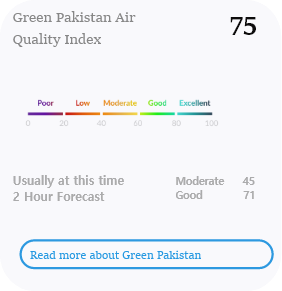 Green Pakistan Air
Quality Index
75
Poor Low Moderate Good Excellent
0 20 40 60 80 100
Usually at this time Moderate 45
2 Hour Forecast Good 71
Read more about Green Pakistan